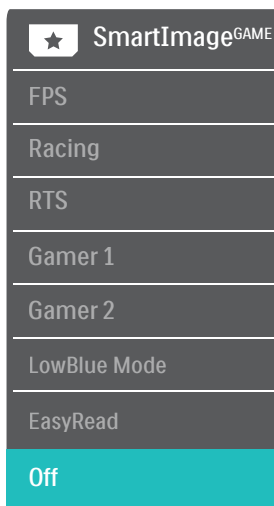 SmartImageGAME
FPS
Racing
RTS
Gamer 1
Gamer 2
LowBlue Mode
EasyRead
Off